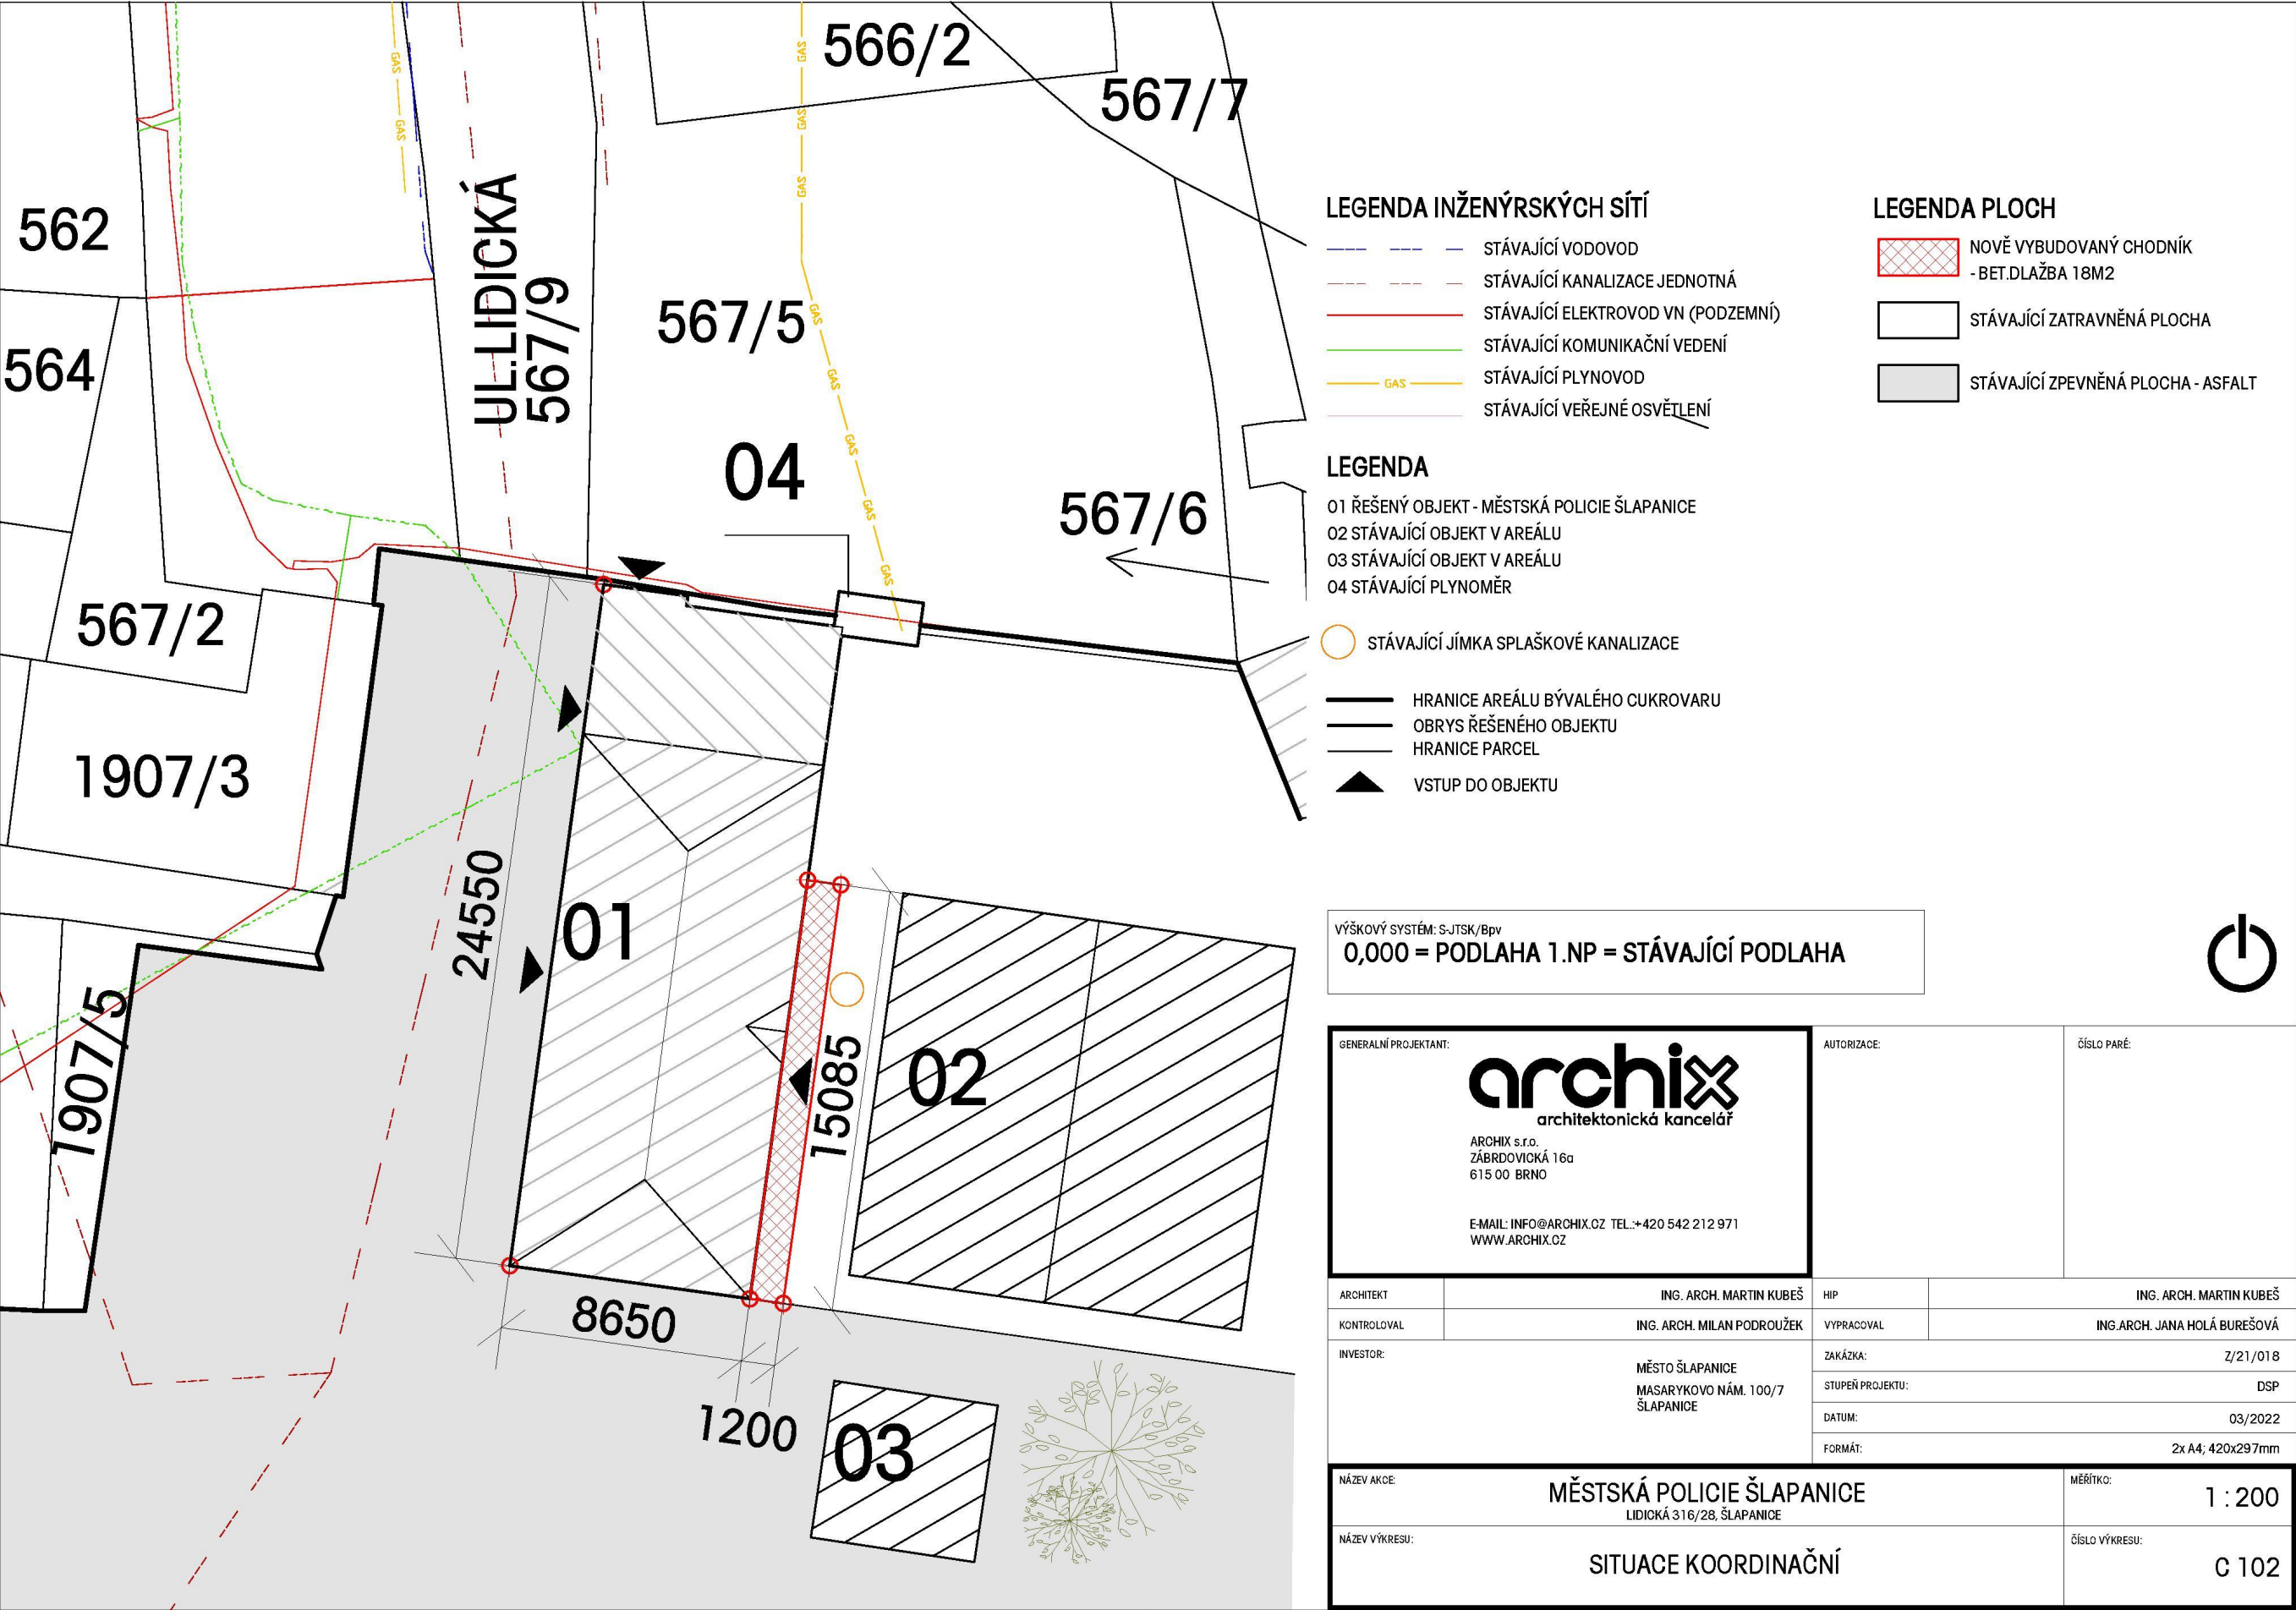 566/2
567/7
562
UL.LIDICKÁ
567/9
567/5
564
04
567/6
567/2
1907/3
24550
01
1907/5
15085
02
8650
1200
03
GAS
GAS
GAS
GAS
GAS
GAS
GAS
GAS
GAS
GAS
LEGENDA INŽENÝRSKÝCH SÍTÍ
STÁVAJÍCÍ VODOVOD
STÁVAJÍCÍ KANALIZACE JEDNOTNÁ
STÁVAJÍCÍ ELEKTROVOD VN (PODZEMNÍ)
STÁVAJÍCÍ KOMUNIKAČNÍ VEDENÍ
GAS
STÁVAJÍCÍ PLYNOVOD
STÁVAJÍCÍ VEŘEJNÉ OSVĚTLENÍ
LEGENDA PLOCH
NOVĚ VYBUDOVANÝ CHODNÍK
- BET.DLAŽBA 18M2
STÁVAJÍCÍ ZATRAVNĚNÁ PLOCHA
STÁVAJÍCÍ ZPEVNĚNÁ PLOCHA - ASFALT
LEGENDA
01 ŘEŠENÝ OBJEKT - MĚSTSKÁ POLICIE ŠLAPANICE
02 STÁVAJÍCÍ OBJEKT V AREÁLU
03 STÁVAJÍCÍ OBJEKT V AREÁLU
04 STÁVAJÍCÍ PLYNOMĚR
STÁVAJÍCÍ JÍMKA SPLAŠKOVÉ KANALIZACE
HRANICE AREÁLU BÝVALÉHO CUKROVARU
OBRYS ŘEŠENÉHO OBJEKTU
HRANICE PARCEL
VSTUP DO OBJEKTU
VÝŠKOVÝ SYSTÉM: S-JTSK/Bpv
0,000 = PODLAHA 1.NP = STÁVAJÍCÍ PODLAHA
GENERALNÍ PROJEKTANT:
archix
architektonická kancelář
ARCHIX s.r.o.
ZÁBRDOVICKÁ 16a
615 00 BRNO
E-MAIL: INFO@ARCHIX.CZ TEL.:+420 542 212 971
WWW.ARCHIX.CZ
AUTORIZACE:
ČÍSLO PARÉ:
ARCHITEKT
ING. ARCH. MARTIN KUBEŠ
HIP
ING. ARCH. MARTIN KUBEŠ
KONTROLOVAL
ING. ARCH. MILAN PODROUŽEK
VYPRACOVAL
ING.ARCH. JANA HOLÁ BUREŠOVÁ
INVESTOR:
MĚSTO ŠLAPANICE
MASARYKOVO NÁM. 100/7
ŠLAPANICE
ZAKÁZKA:
Z/21/018
STUPEŇ PROJEKTU:
DSP
DATUM:
03/2022
FORMÁT:
2x A4; 420x297mm
NÁZEV AKCE:
MĚSTSKÁ POLICIE ŠLAPANICE
LIDICKÁ 316/28, ŠLAPANICE
MĚŘÍTKO:
1 : 200
NÁZEV VÝKRESU:
SITUACE KOORDINAČNÍ
ČÍSLO VÝKRESU:
C 102